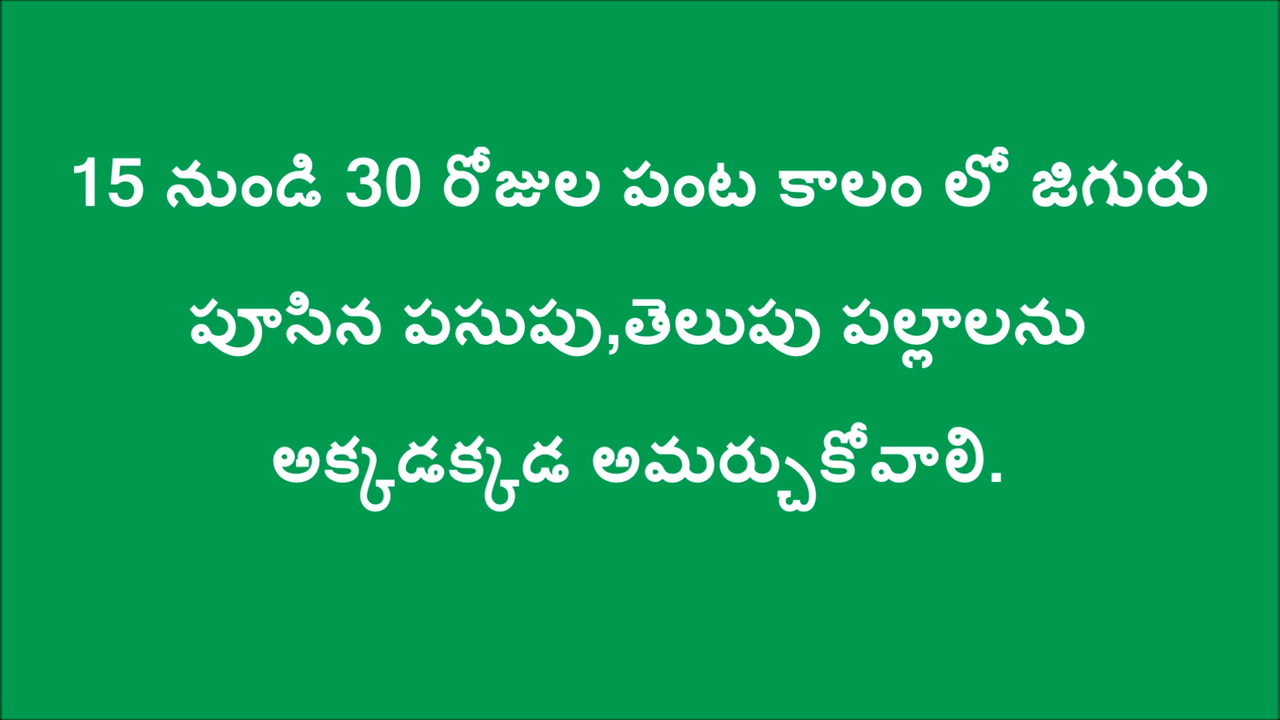 15 నుండి 30 రోజుల పంట కాలం లో జిగురు
పూసిన పసుపు,తెలుపు పల్లాలను
అక్కడక్కడ అమర్చుకోవాలి.